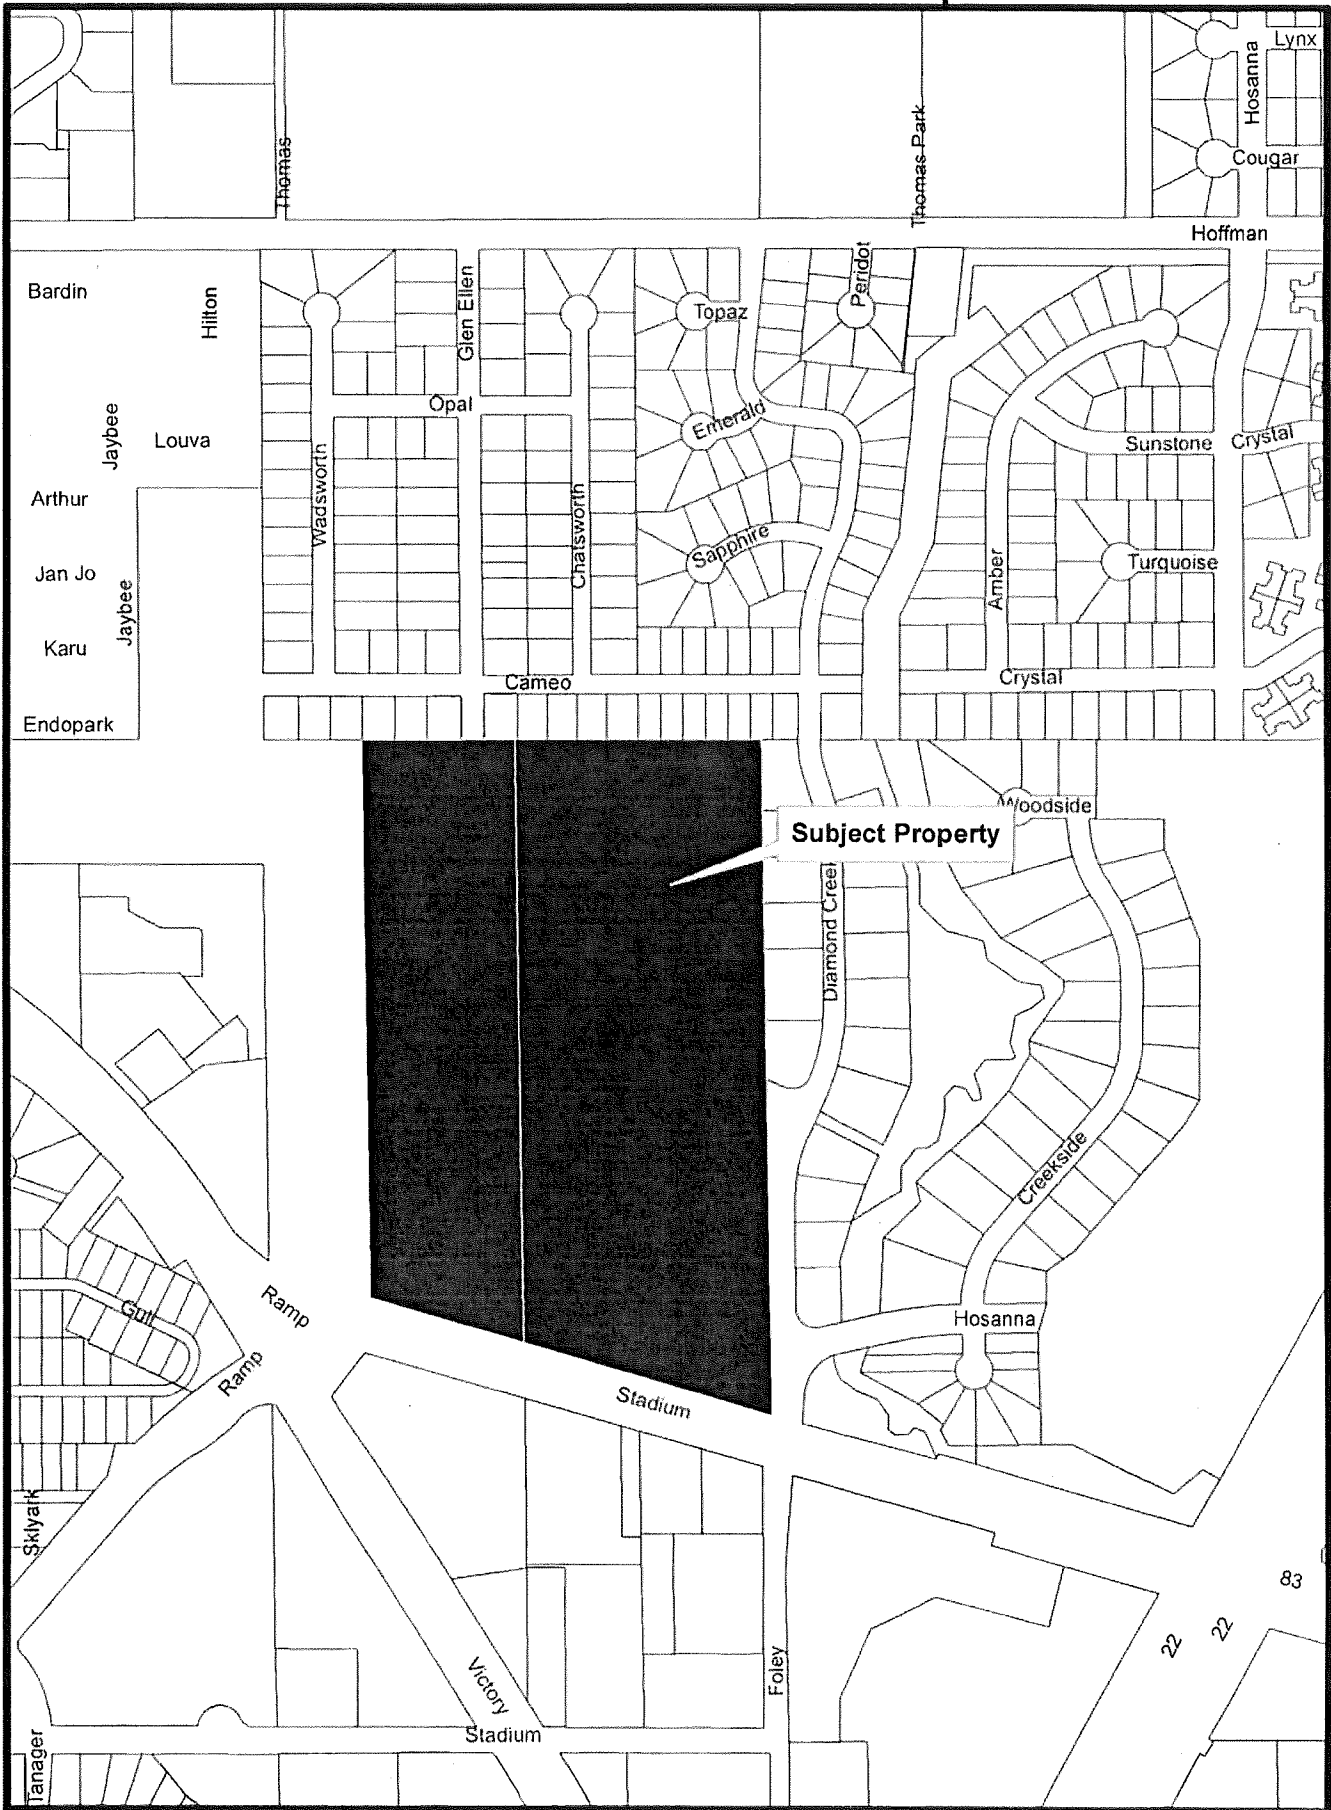 Lynx
Hosanna
Thomas
Thomas Park
Cougar
Hoffman
Bardin
Hilton
Glen Ellen
Peridot
Topaz
Opal
Emerald
Jaybee
Louva
Sunstone
Crystal
Wadsworth
Arthur
Chatsworth
Sapphire
Jan Jo
Jaybee
Amber
Turquoise
Karu
Cameo
Crystal
Endopark
Woodside
Subject Property
Diamond Creek
Creekside
Ramp
Gull
Hosanna
Ramp
Stadium
Sklyark
83
22
22
Foley
Victory
Stadium
Tanager